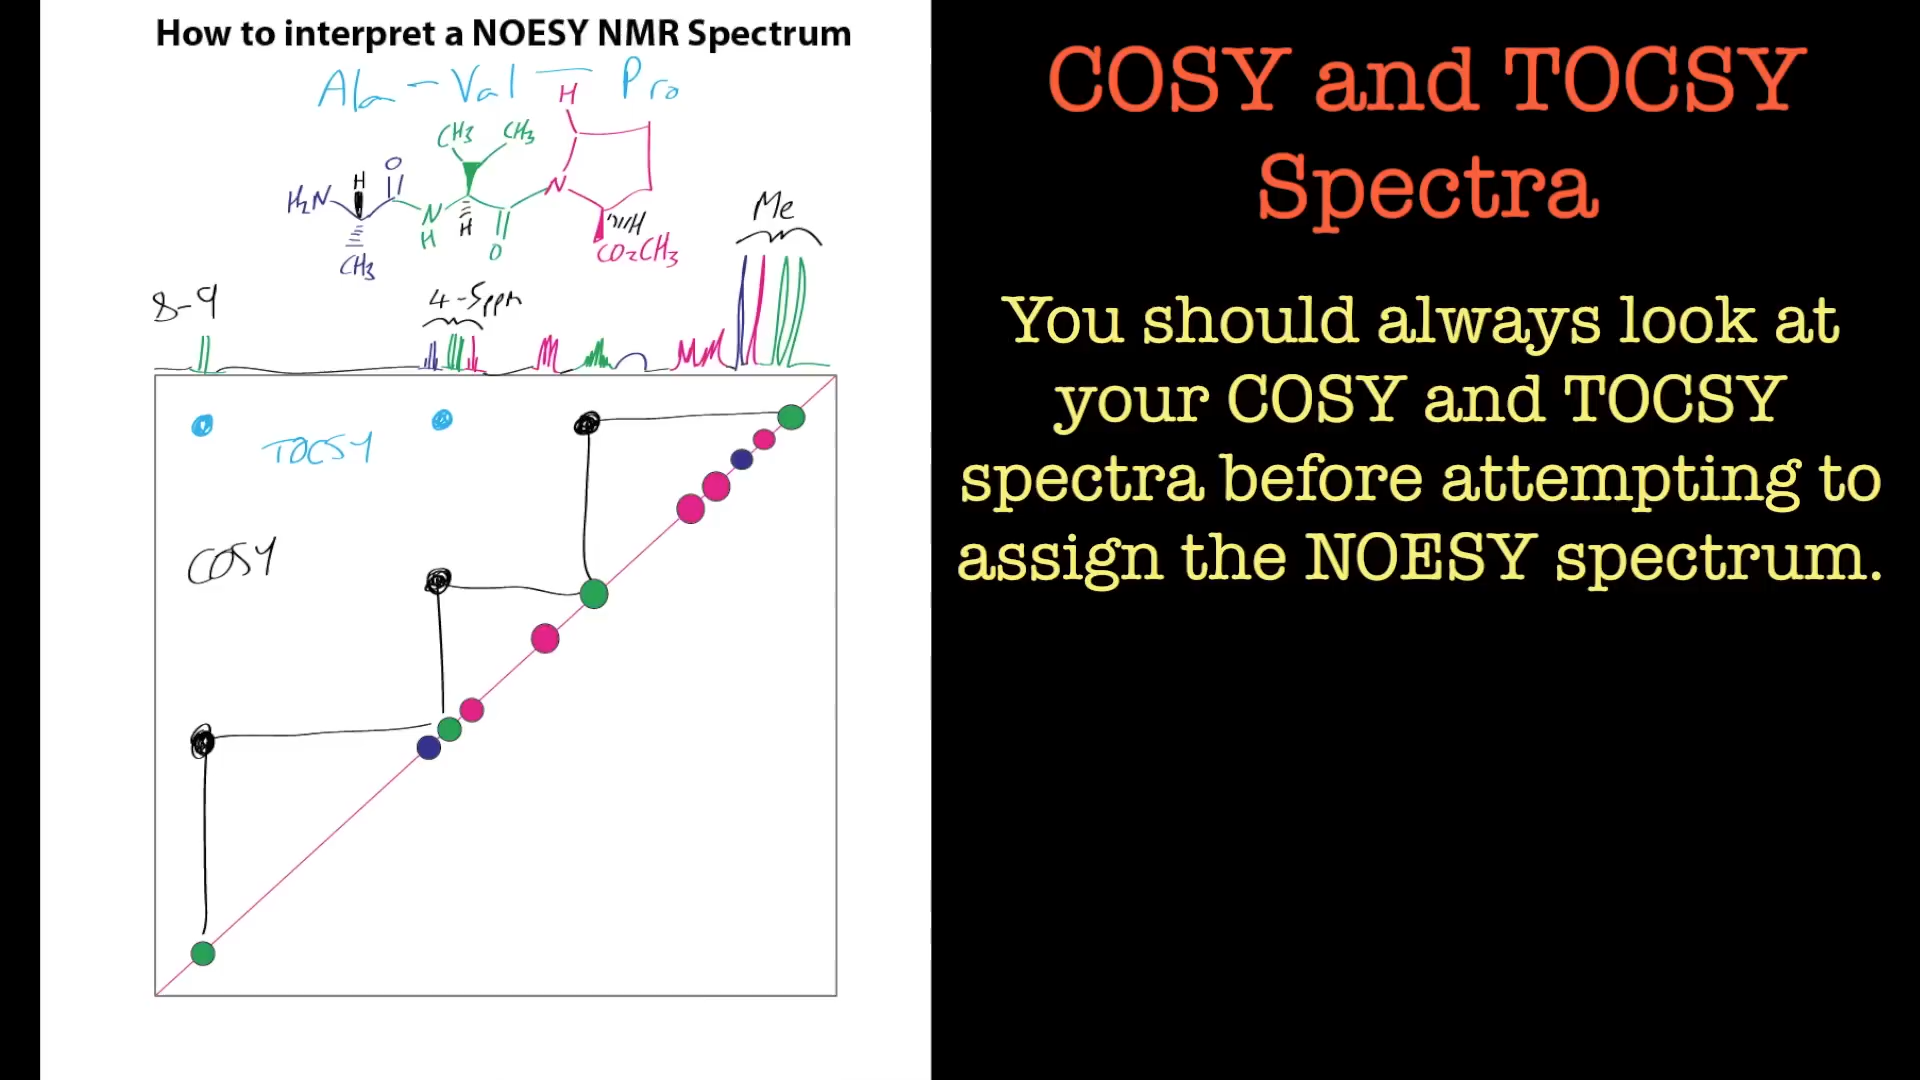 How to interpret a NOESY NMR Spectrum
Ala - Val - Pro
H
CH3 CH3
O
H
H2N
N
N
H
H
H
O
CO2CH3
CH3
Me
8-9
4-5ppm
TOCSY
COSY
COSY and TOCSY
Spectra
You should always look at
your COSY and TOCSY
spectra before attempting to
assign the NOESY spectrum.